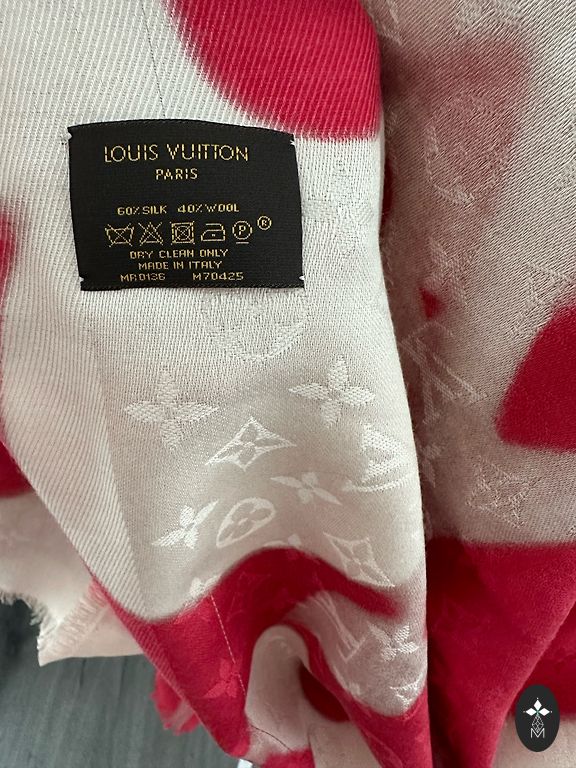 LOUIS VUITTON
PARIS
60% SILK 40% WOOL
P ®
DRY CLEAN ONLY
MADE IN ITALY
MR0136 M70425